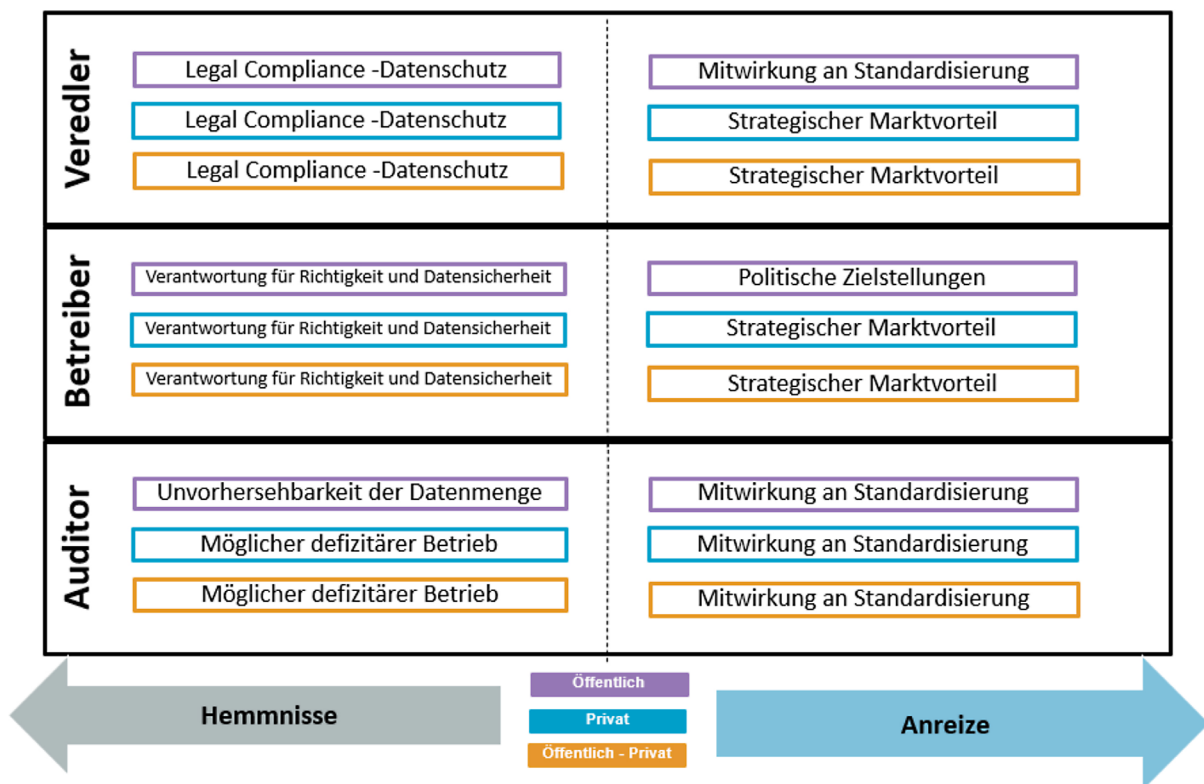 Veredler
Legal Compliance -Datenschutz
Legal Compliance -Datenschutz
Legal Compliance -Datenschutz
Mitwirkung an Standardisierung
Strategischer Marktvorteil
Strategischer Marktvorteil
Betreiber
Verantwortung für Richtigkeit und Datensicherheit
Verantwortung für Richtigkeit und Datensicherheit
Verantwortung für Richtigkeit und Datensicherheit
Politische Zielstellungen
Strategischer Marktvorteil
Strategischer Marktvorteil
Auditor
Unvorhersehbarkeit der Datenmenge
Möglicher defizitärer Betrieb
Möglicher defizitärer Betrieb
Mitwirkung an Standardisierung
Mitwirkung an Standardisierung
Mitwirkung an Standardisierung
Hemmnisse
Öffentlich
Privat
Öffentlich - Privat
Anreize